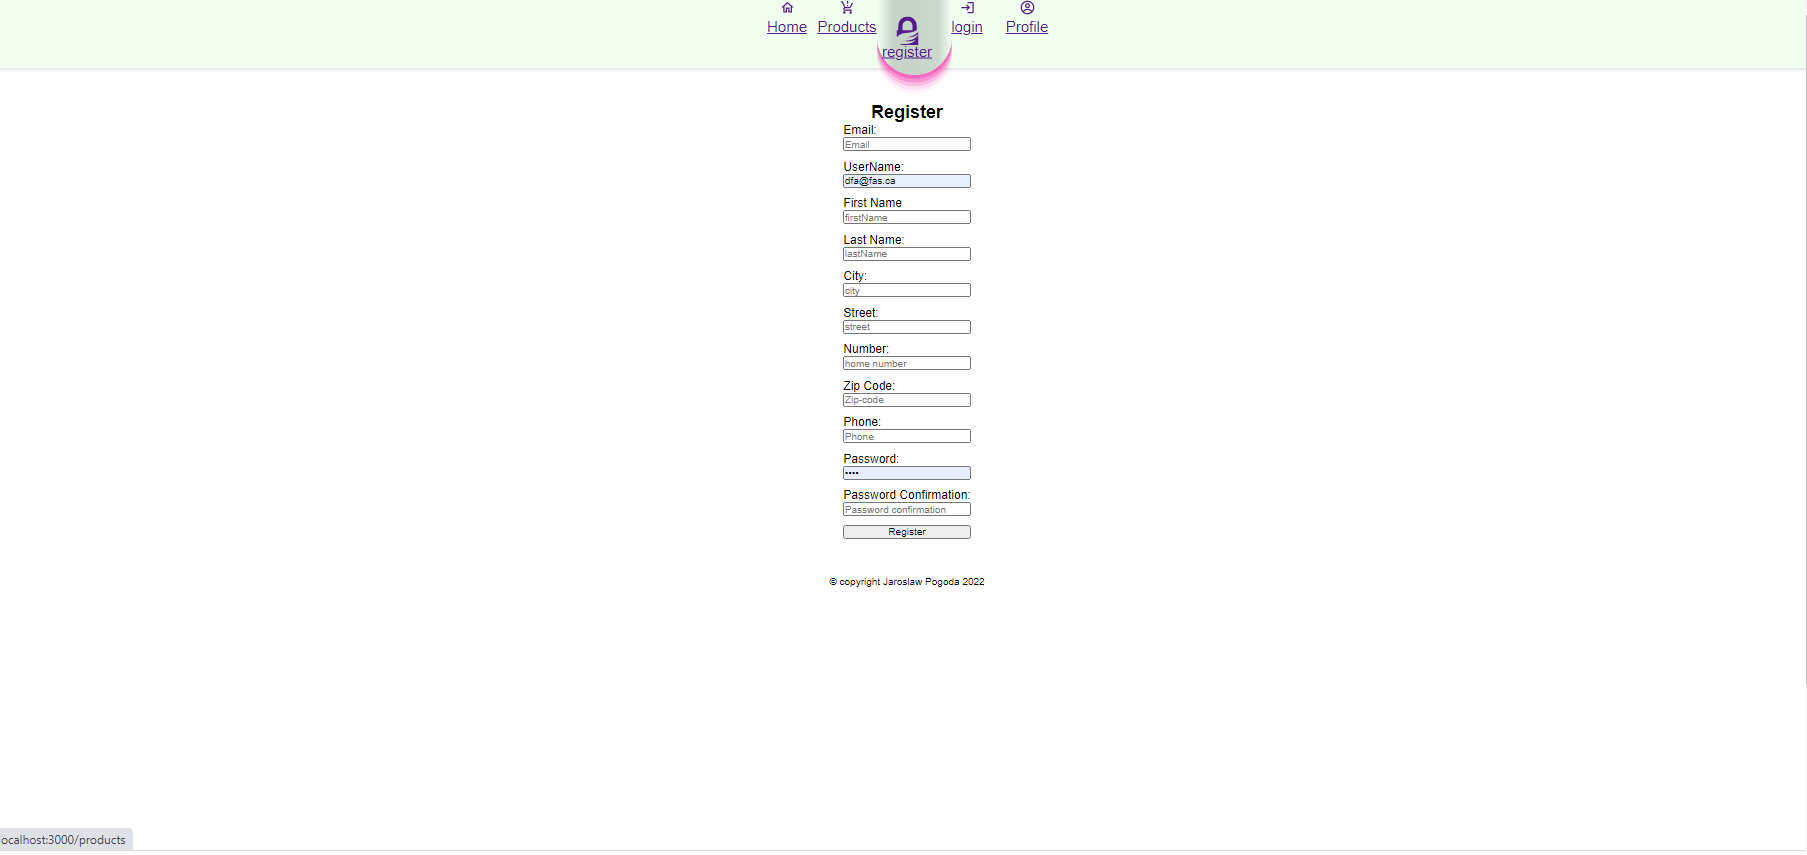 Home Products register login Profile
Register
Email:
Email
UserName:
dfa@fas.ca
First Name
firstName
Last Name:
lastName
City:
city
Street:
street
Number:
home number
Zip Code:
Zip-code
Phone:
Phone
Password:
••••
Password Confirmation:
Password confirmation
Register
© copyright Jaroslaw Pogoda 2022
ocalhost:3000/products